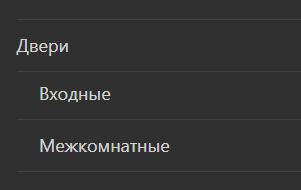 Двери
Входные
Межкомнатные